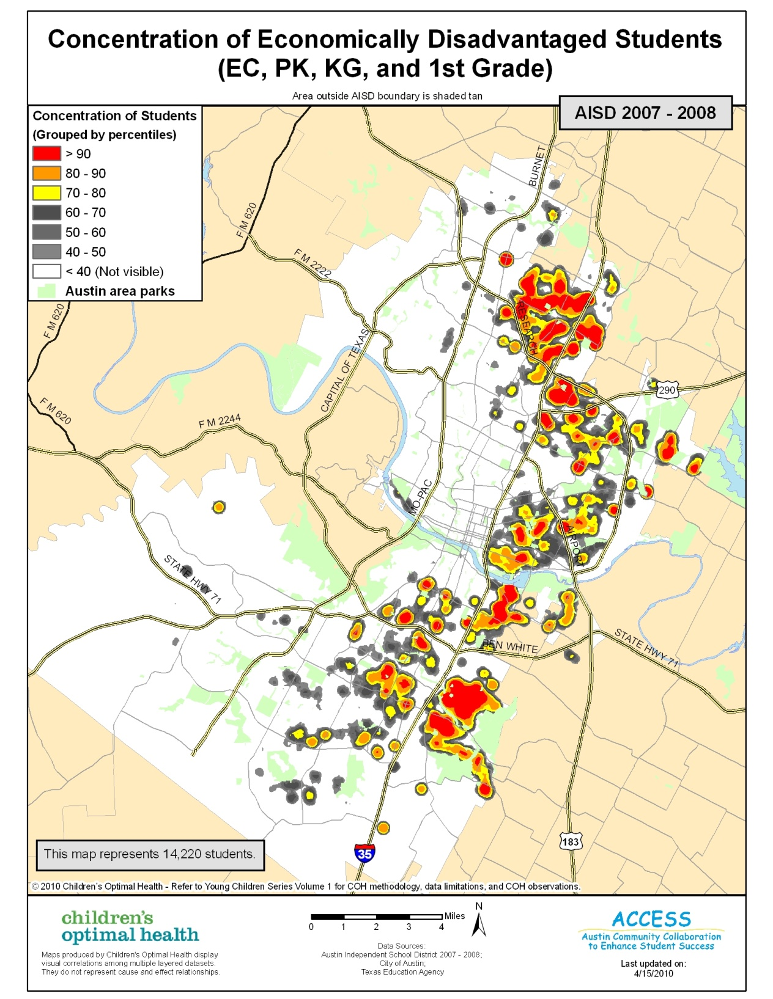 Concentration of Economically Disadvantaged Students
(EC, PK, KG, and 1st Grade)
Area outside AISD boundary is shaded tan
AISD 2007 - 2008
Concentration of Students
(Grouped by percentiles)
> 90
80 - 90
70 - 80
60 - 70
50 - 60
40 - 50
< 40 (Not visible)
Austin area parks
BURNET
F M 620
F M 2222
F M 620
RESEARCH
CAPITAL OF TEXAS
290
F M 620
F M 2244
MO-PAC
AIRPORT
STATE HWY 71
BEN WHITE
STATE HWY 71
183
35
This map represents 14,220 students.
© 2010 Children's Optimal Health - Refer to Young Children Series Volume 1 for COH methodology, data limitations, and COH observations.
children's
optimal health
Maps produced by Children's Optimal Health display
visual correlations among multiple layered datasets.
They do not represent cause and effect relationships.
N
Miles
0 1 2 3 4
Data Sources:
Austin Independent School District 2007 - 2008;
City of Austin;
Texas Education Agency
ACCESS
Austin Community Collaboration
to Enhance Student Success
Last updated on:
4/15/2010